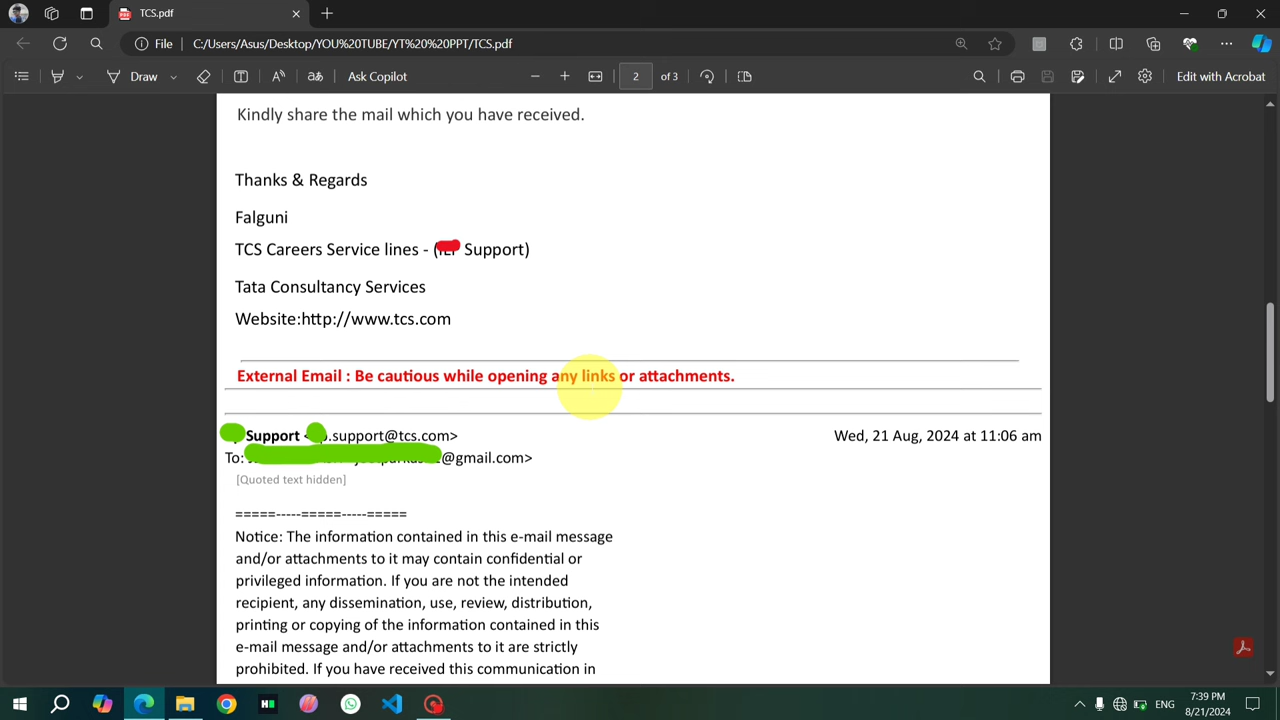 TCS.pdf
File
C:/Users/Asus/Desktop/YOU%20TUBE/YT%20%20PPT/TCS.pdf
Draw
Ask Copilot
2 of 3
Edit with Acrobat
Kindly share the mail which you have received.
Thanks & Regards
Falguni
TCS Careers Service lines - ( Support)
Tata Consultancy Services
Website:http://www.tcs.com
External Email : Be cautious while opening any links or attachments.
Support .support@tcs.com> Wed, 21 Aug, 2024 at 11:06 am
To: @gmail.com>
[Quoted text hidden]
=====-----=====-----=====
Notice: The information contained in this e-mail message
and/or attachments to it may contain confidential or
privileged information. If you are not the intended
recipient, any dissemination, use, review, distribution,
printing or copying of the information contained in this
e-mail message and/or attachments to it are strictly
prohibited. If you have received this communication in
ENG
7:39 PM
8/21/2024